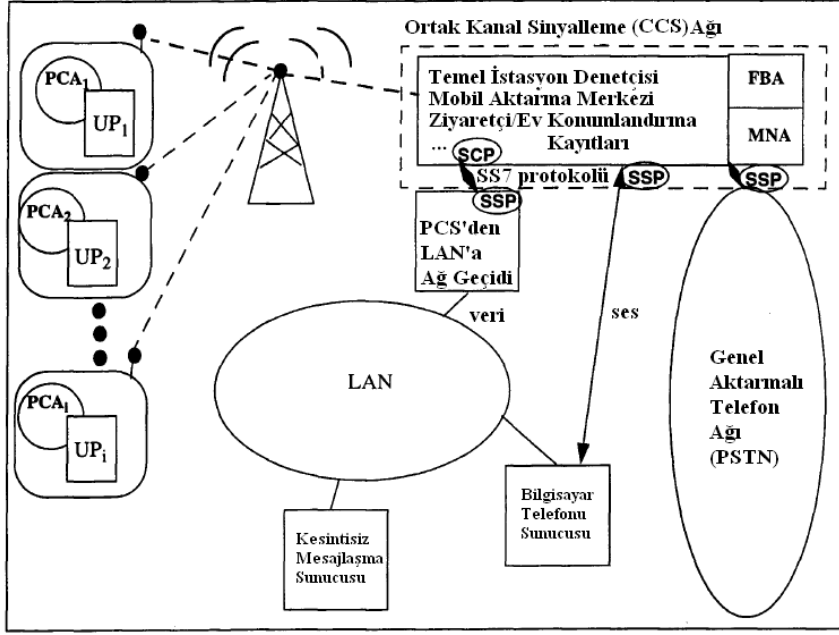 Ortak Kanal Sinyalleme (CCS) Ağı
PCA1
UP1
Temel İstasyon Denetçisi
Mobil Aktarma Merkezi
Ziyaretçi/Ev Konumlandırma
... Kayıtları
FBA
MNA
SCP
SS7 protokolü
SSP
SSP
SSP
PCA2
UP2
PCS'den
LAN'a
Ağ Geçidi
veri
ses
LAN
Genel
Aktarmalı
Telefon
Ağı
(PSTN)
PCAi
UPi
Kesintisiz
Mesajlaşma
Sunucusu
Bilgisayar
Telefonu
Sunucusu